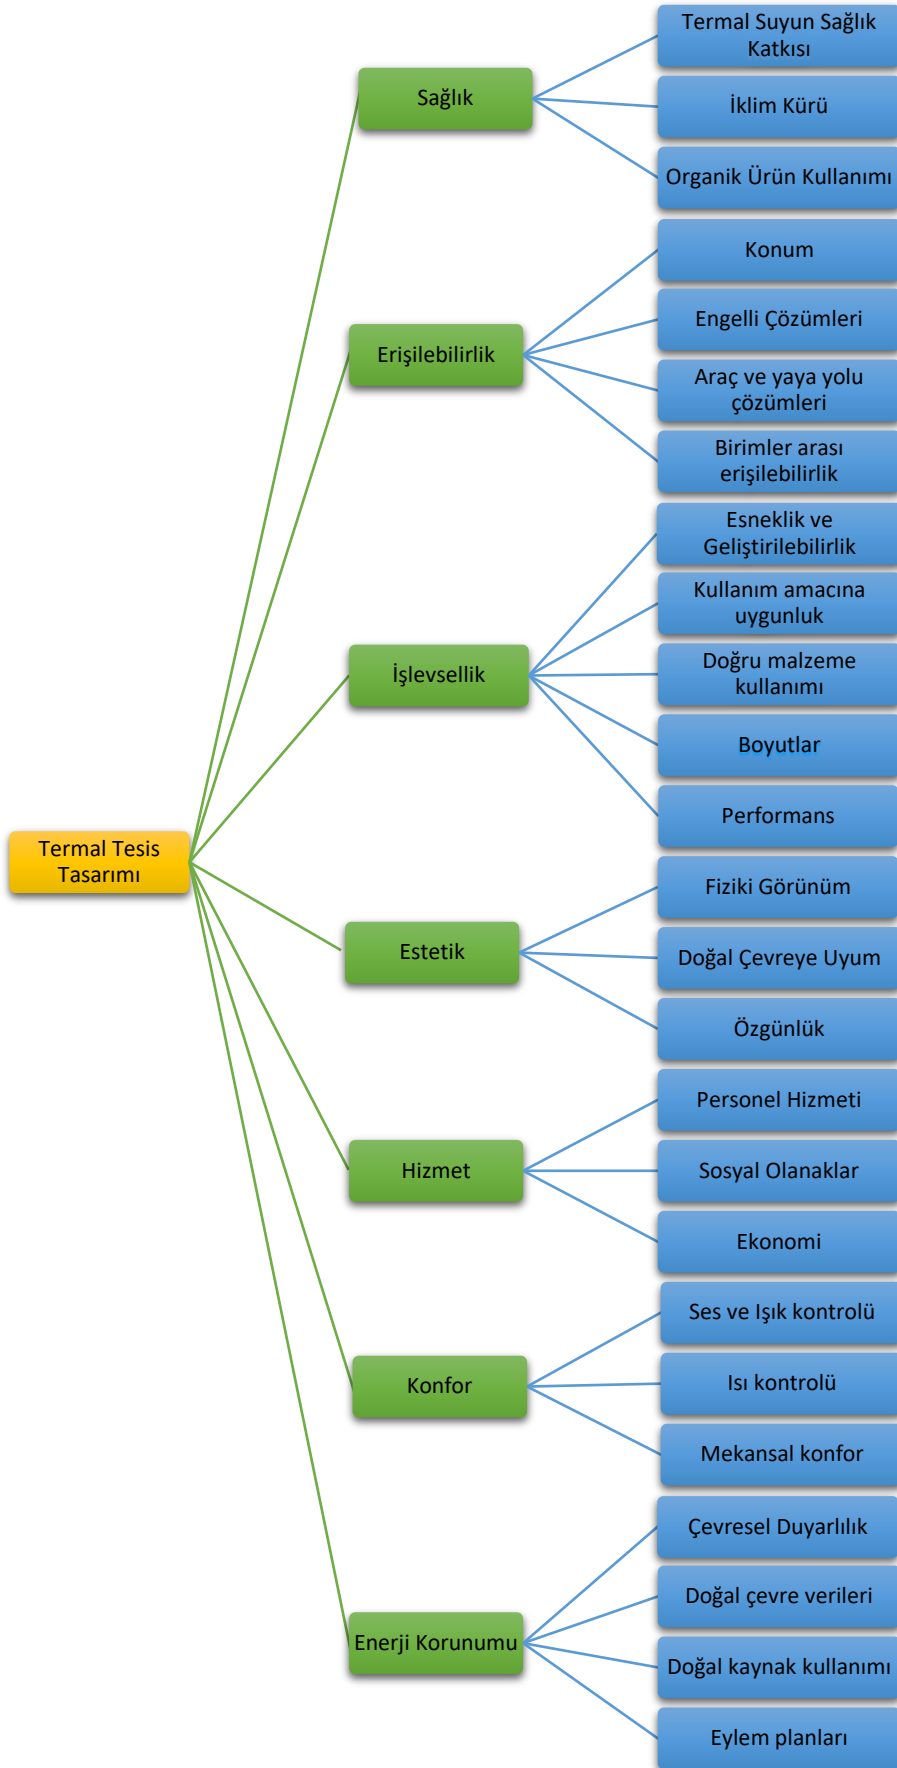 Termal Tesis
Tasarımı
Sağlık
Termal Suyun Sağlık
Katkısı
İklim Kürü
Organik Ürün Kullanımı
Erişilebilirlik
Konum
Engelli Çözümleri
Araç ve yaya yolu
çözümleri
Birimler arası
erişilebilirlik
İşlevsellik
Esneklik ve
Geliştirilebilirlik
Kullanım amacına
uygunluk
Doğru malzeme
kullanımı
Boyutlar
Performans
Estetik
Fiziki Görünüm
Doğal Çevreye Uyum
Özgünlük
Hizmet
Personel Hizmeti
Sosyal Olanaklar
Ekonomi
Konfor
Ses ve Işık kontrolü
Isı kontrolü
Mekansal konfor
Enerji Korunumu
Çevresel Duyarlılık
Doğal çevre verileri
Doğal kaynak kullanımı
Eylem planları